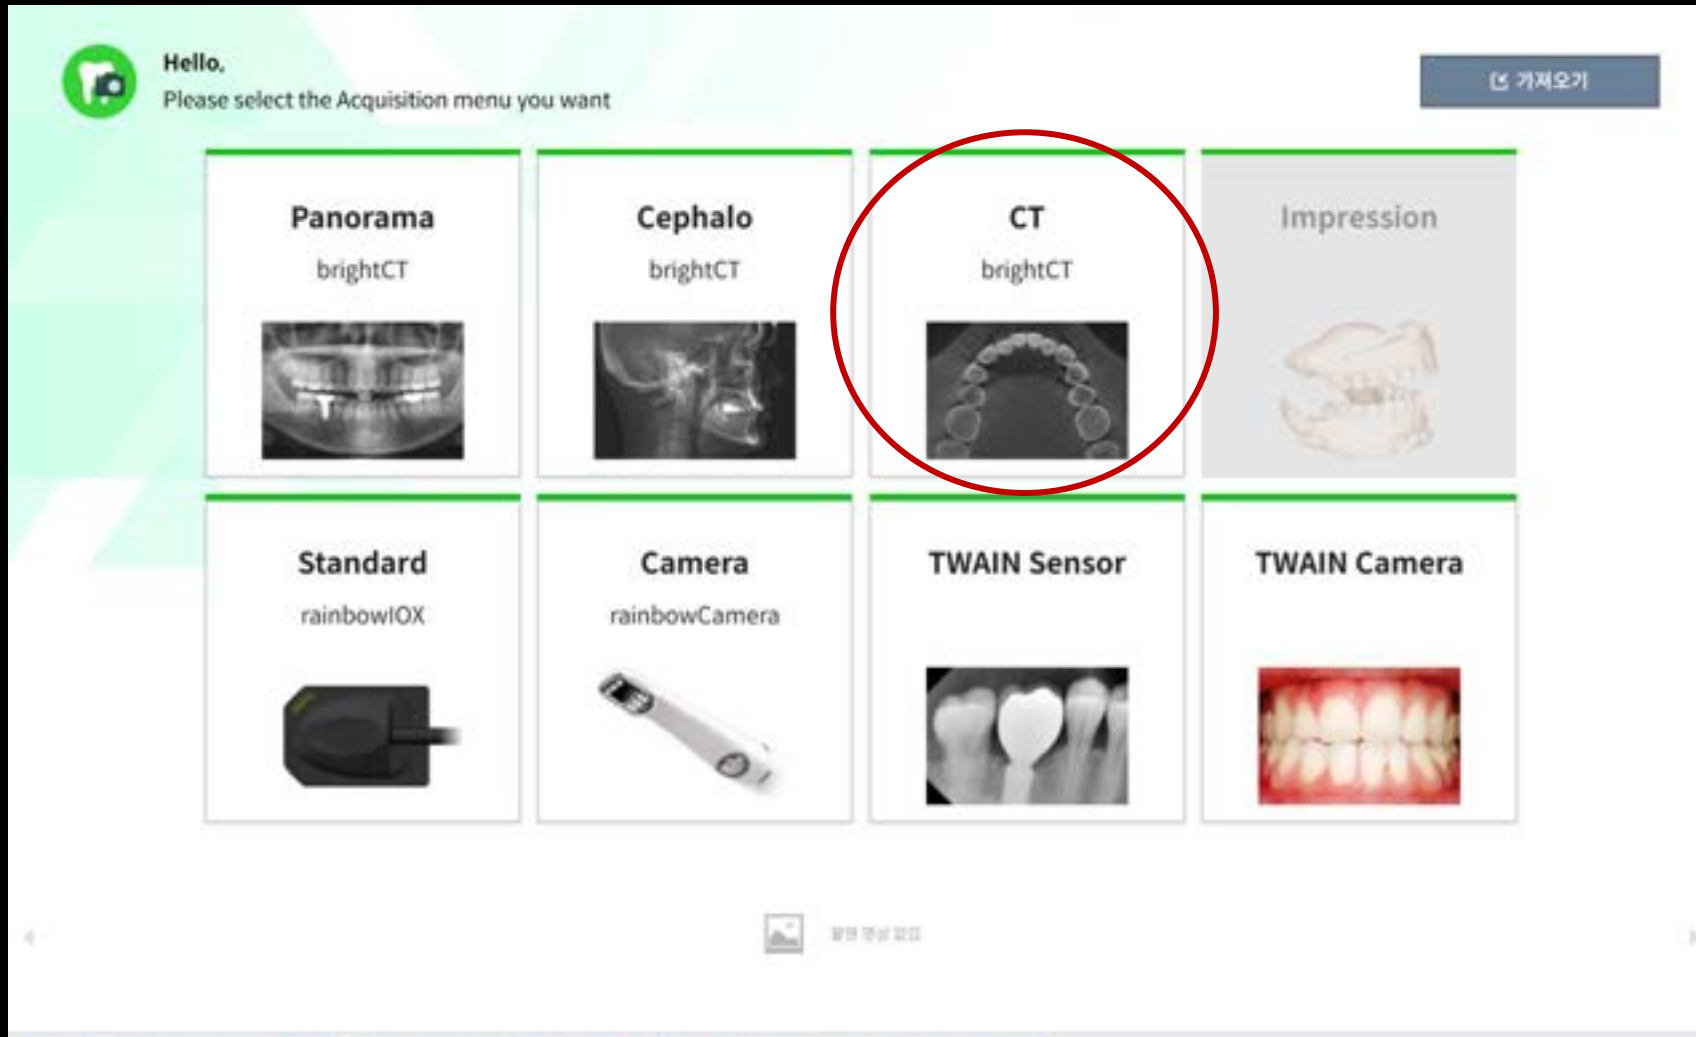 Hello,
Please select the Acquisition menu you want
가져오기
Panorama
brightCT
Cephalo
brightCT
CT
brightCT
Impression
Standard
rainbowIOX
Camera
rainbowCamera
TWAIN Sensor
TWAIN Camera